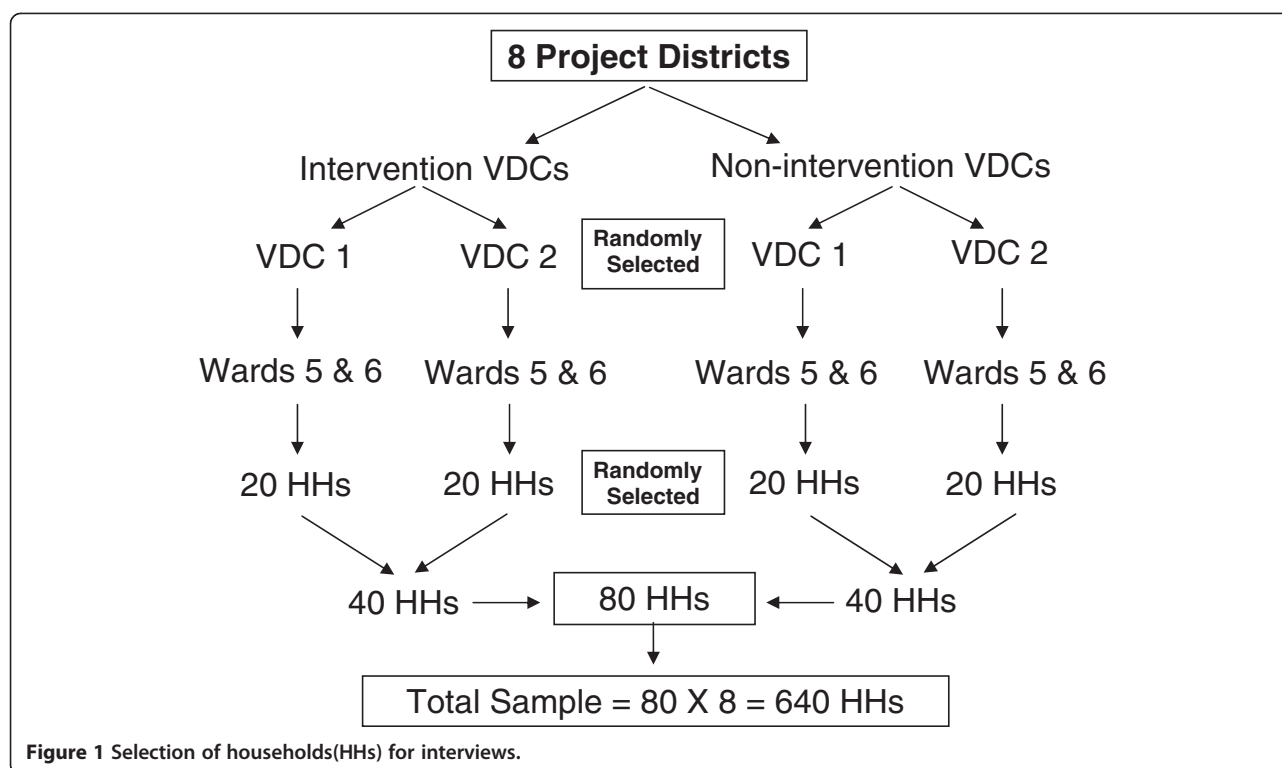 8 Project Districts
Intervention VDCs
Non-intervention VDCs
VDC 1
VDC 2
Randomly
Selected
VDC 1
VDC 2
Wards 5 & 6
Wards 5 & 6
Wards 5 & 6
Wards 5 & 6
20 HHs
20 HHs
Randomly
Selected
20 HHs
20 HHs
40 HHs
80 HHs
40 HHs
Total Sample = 80 X 8 = 640 HHs
Figure 1 Selection of households(HHs) for interviews.